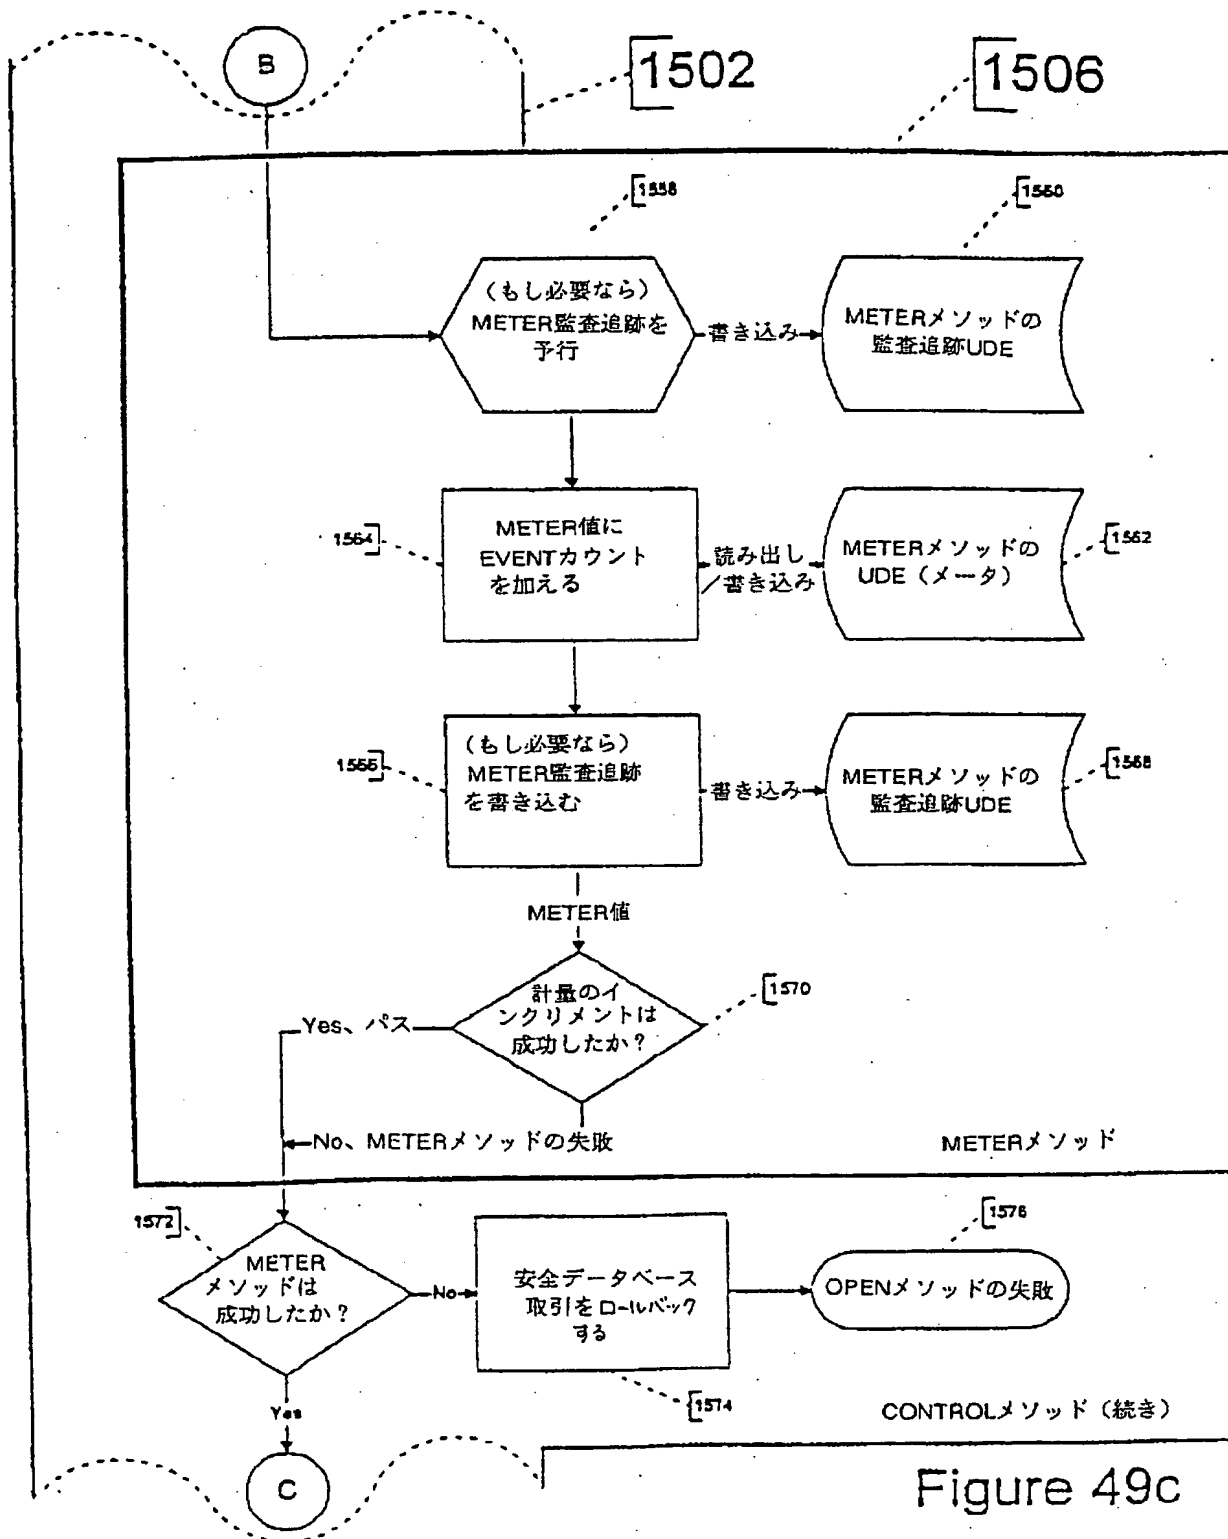 B
1502
1506
1558
1560
(もし必要なら)
METER監査追跡を
予行
書き込み
METERメソッドの
監査追跡UDE
1564
METER値に
EVENTカウント
を加える
読み出し
/書き込み
METERメソッドの
UDE(メータ)
1562
1566
(もし必要なら)
METER監査追跡
を書き込む
書き込み
METERメソッドの
監査追跡UDE
1568
METER値
計量のイ
ンクリメントは
成功したか?
1570
Yes、パス
No、METERメソッドの失敗
METERメソッド
1572
METER
メソッドは
成功したか?
No
安全データベース
取引をロールバック
する
1576
OPENメソッドの失敗
1574
Yes
CONTROLメソッド(続き)
C
Figure 49c